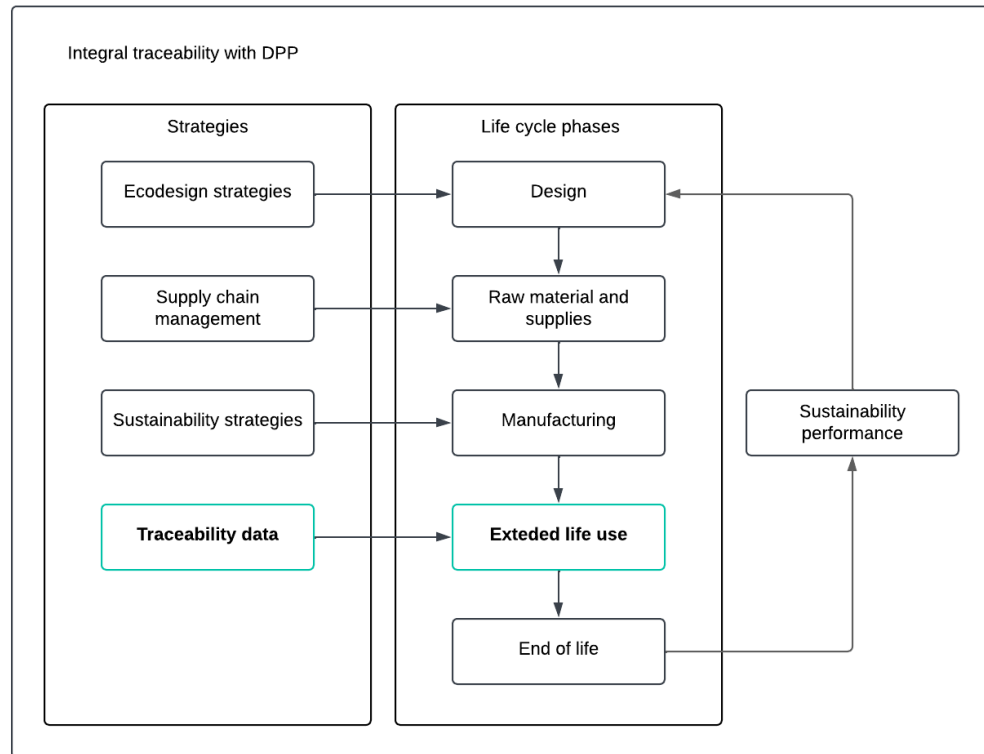 Integral traceability with DPP
Strategies
Life cycle phases
Ecodesign strategies
Design
Supply chain
management
Raw material and
supplies
Sustainability strategies
Manufacturing
Sustainability
performance
Traceability data
Exteded life use
End of life